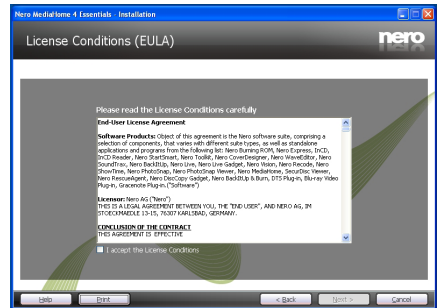 Nero MediaHome 4 Essentials - Installation
License Conditions (EULA)
nero
Please read the License Conditions carefully
End-User License Agreement
Software Products: Object of this agreement is the Nero software suite, comprising a
selection of components, that varies with different suite types, as well as standalone
applications and programs from the following list: Nero Burning ROM, Nero Express, InCD,
InCD Reader, Nero StartSmart, Nero Toolkit, Nero CoverDesigner, Nero WaveEditor, Nero
SoundTrax, Nero BackItUp, Nero Live, Nero Live Gadget, Nero Vision, Nero Recode, Nero
ShowTime, Nero PhotoSnap, Nero PhotoSnap Viewer, Nero MediaHome, SecurDisc Viewer,
Nero RescueAgent, Nero DiscCopy Gadget, Nero BackItUp & Burn, DTS Plug-in, Blu-ray Video
Plug-in, Gracenote Plug-in.("Software")
Licensor: Nero AG ("Nero")
THIS IS A LEGAL AGREEMENT BETWEEN YOU, THE "END USER", AND NERO AG, IM
STOECKMAEDLE 13-15, 76307 KARLSBAD, GERMANY.
CONCLUSION OF THE CONTRACT
THIS AGREEMENT IS EFFECTIVE
I accept the License Conditions
Help
Print
< Back
Next >
Cancel